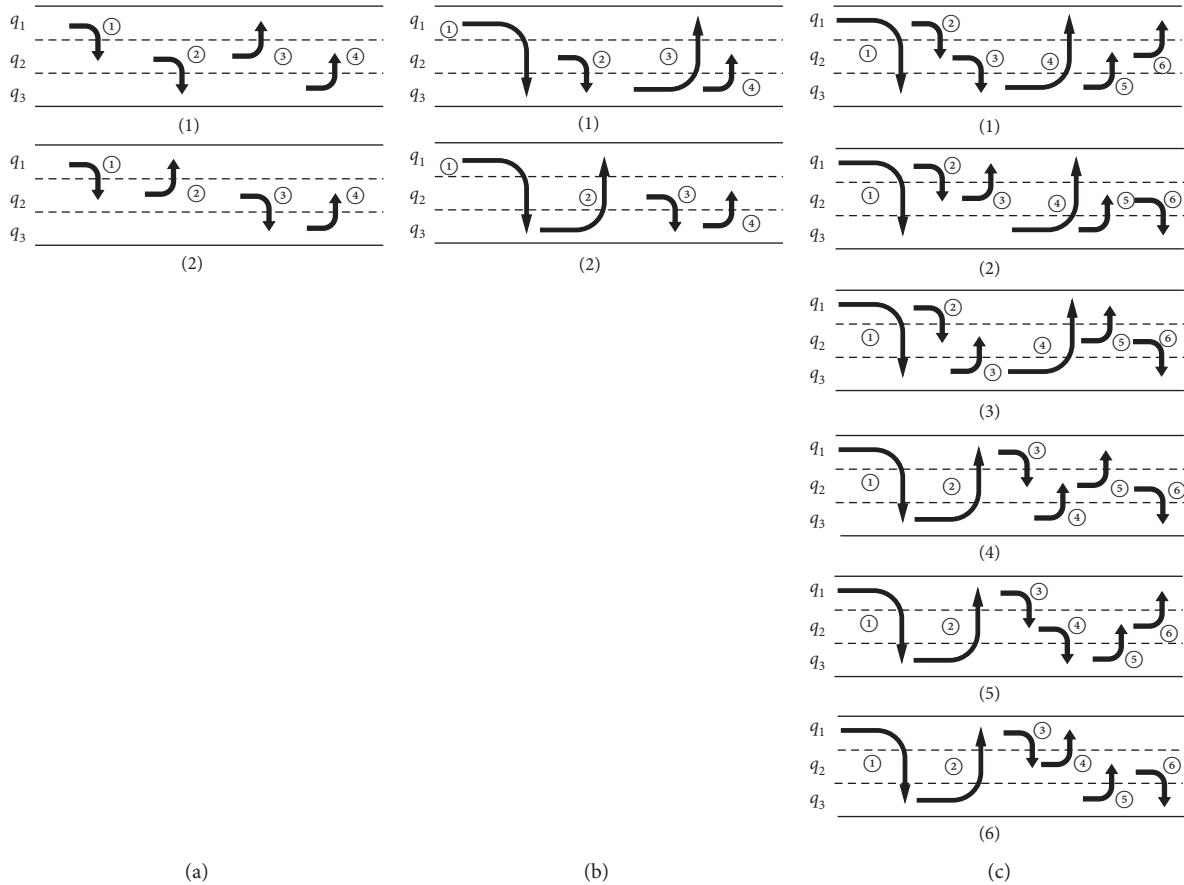 q₁ ①
q₂ ② ③ ④
q₃
(1)
q₁ ①
q₂ ② ③ ④
q₃
(2)
(a)
q₁ ①
q₂ ② ③
q₃ ④
(1)
q₁ ①
q₂ ② ③
q₃ ④
(2)
(b)
q₁ ②
q₂ ① ③ ④ ⑥
q₃ ⑤
(1)
q₁ ②
q₂ ① ③ ④ ⑤ ⑥
q₃
(2)
q₁ ②
q₂ ① ④ ⑤ ⑥
q₃ ③
(3)
q₁ ③
q₂ ① ② ⑤ ⑥
q₃ ④
(4)
q₁ ③
q₂ ① ② ④ ⑥
q₃ ⑤
(5)
q₁ ③
q₂ ① ② ④ ⑥
q₃ ⑤
(6)
(c)